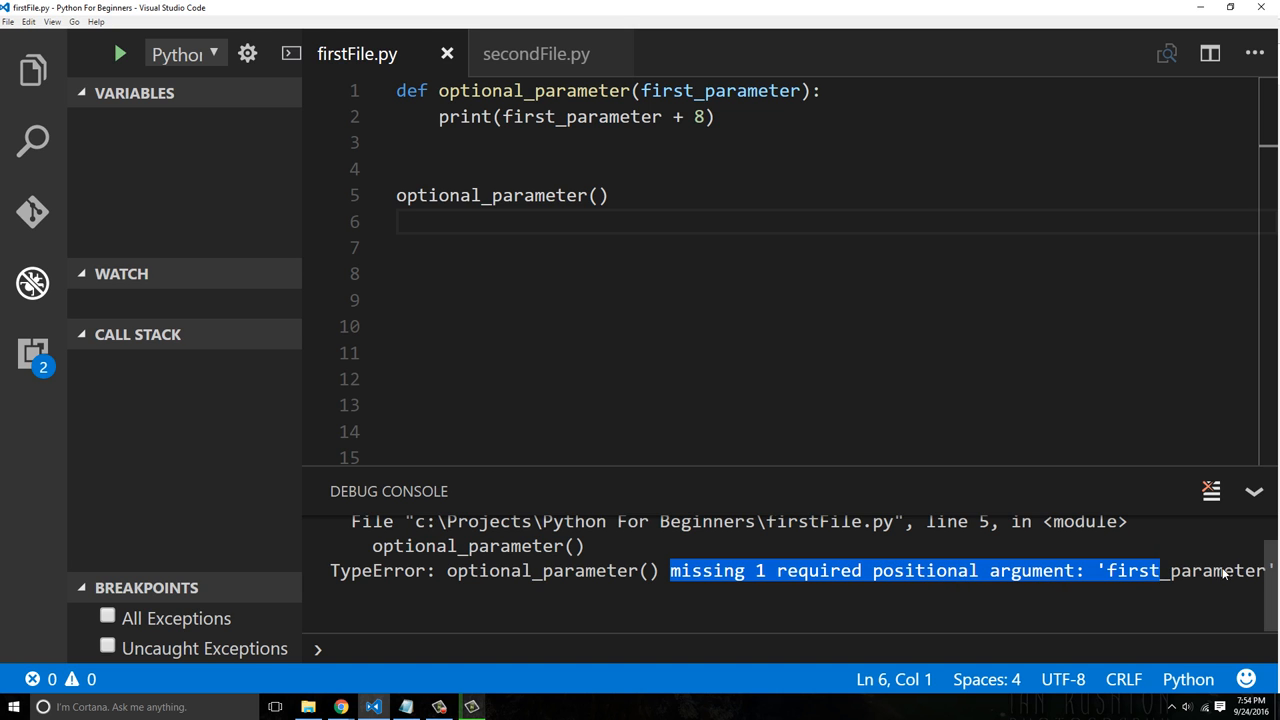 firstFile.py - Python For Beginners - Visual Studio Code
File Edit View Go Help
Pythor
firstFile.py
secondFile.py
VARIABLES
WATCH
CALL STACK
BREAKPOINTS
All Exceptions
Uncaught Exceptions
2
1 def optional_parameter(first_parameter):
2 print(first_parameter + 8)
3
4
5 optional_parameter()
6
7
8
9
10
11
12
13
14
15
DEBUG CONSOLE
File "c:\Projects\Python For Beginners\firstFile.py", line 5, in <module>
optional_parameter()
TypeError: optional_parameter() missing 1 required positional argument: 'first_parameter'
0 0
Ln 6, Col 1 Spaces: 4 UTF-8 CRLF Python
I'm Cortana. Ask me anything.
7:54 PM
9/24/2016